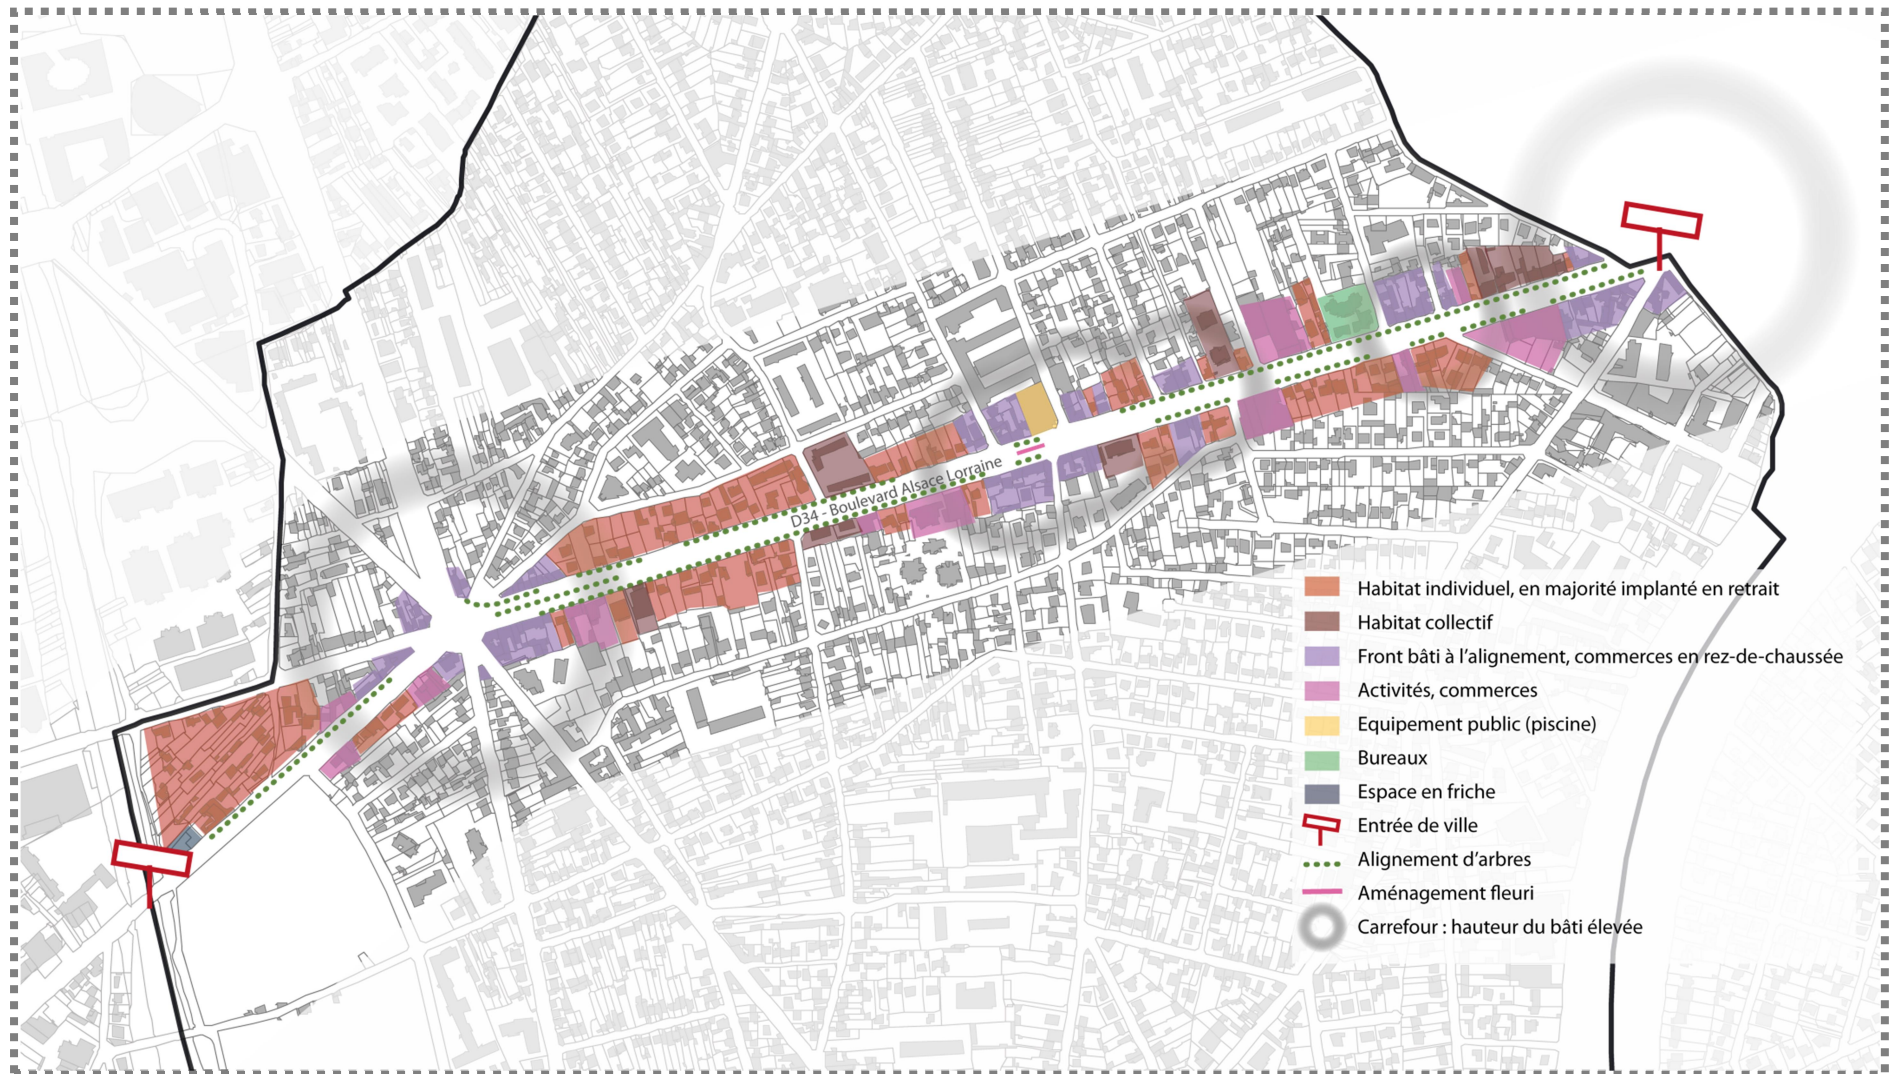 D34 - Boulevard Alsace Lorraine
Habitat individuel, en majorité implanté en retrait
Habitat collectif
Front bâti à l’alignement, commerces en rez-de-chaussée
Activités, commerces
Equipement public (piscine)
Bureaux
Espace en friche
Entrée de ville
Alignement d’arbres
Aménagement fleuri
Carrefour : hauteur du bâti élevée